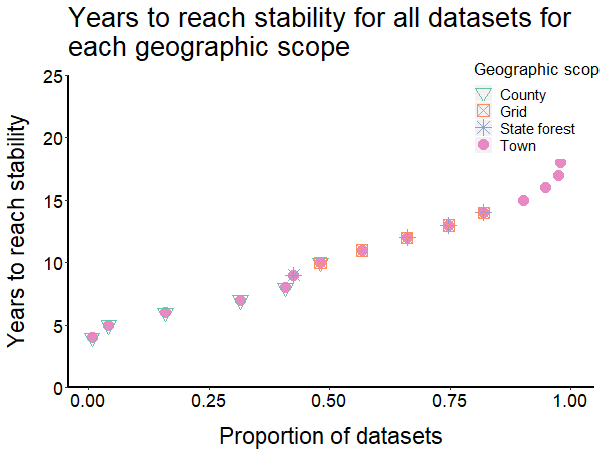 Years to reach stability for all datasets for
each geographic scope
Geographic scope
County
Grid
State forest
Town
Years to reach stability
25
20
15
10
5
0
0.00 0.25 0.50 0.75 1.00
Proportion of datasets